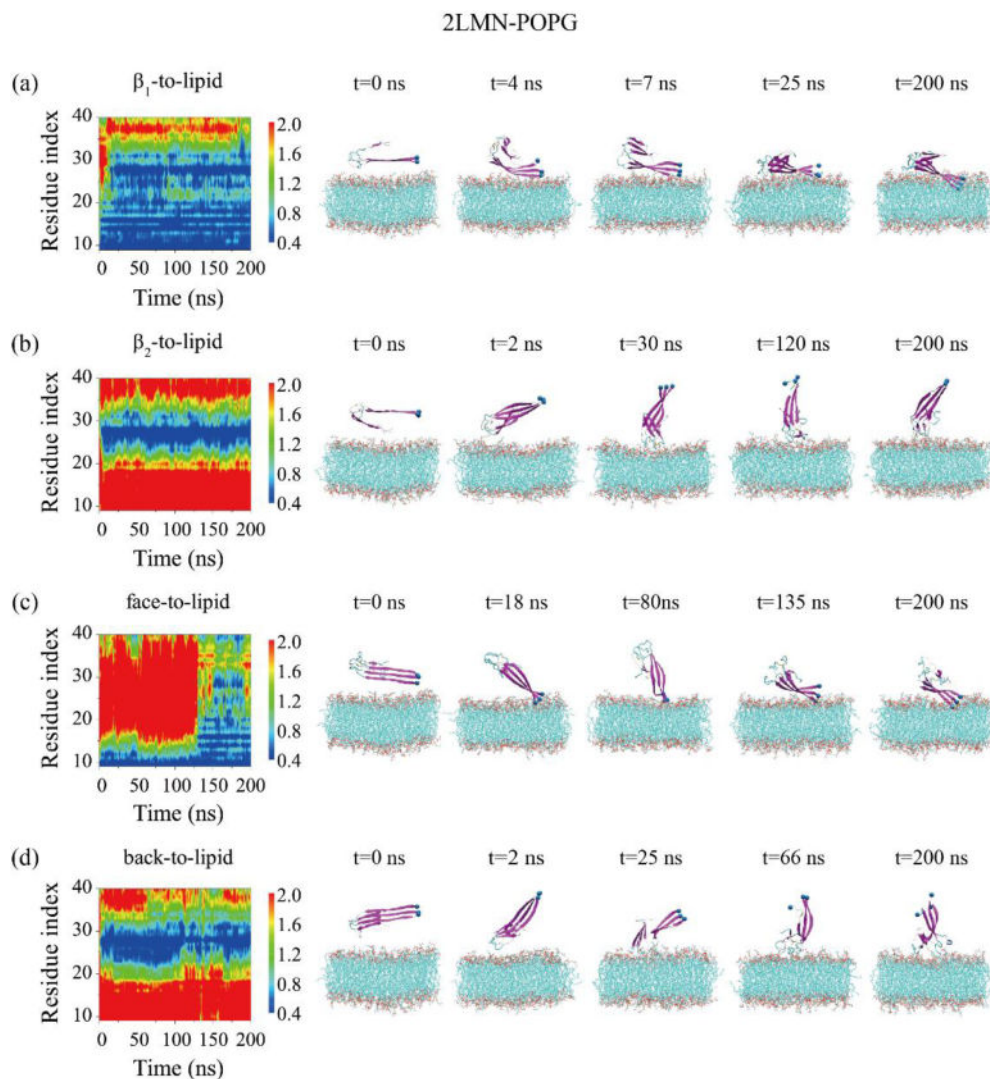 2LMN-POPG
(a) β₁-to-lipid t=0 ns t=4 ns t=7 ns t=25 ns t=200 ns
Residue index
40
30
20
10
2.0
1.6
1.2
0.8
0.4
0 50 100 150 200
Time (ns)
(b) β₂-to-lipid t=0 ns t=2 ns t=30 ns t=120 ns t=200 ns
Residue index
40
30
20
10
2.0
1.6
1.2
0.8
0.4
0 50 100 150 200
Time (ns)
(c) face-to-lipid t=0 ns t=18 ns t=80ns t=135 ns t=200 ns
Residue index
40
30
20
10
2.0
1.6
1.2
0.8
0.4
0 50 100 150 200
Time (ns)
(d) back-to-lipid t=0 ns t=2 ns t=25 ns t=66 ns t=200 ns
Residue index
40
30
20
10
2.0
1.6
1.2
0.8
0.4
0 50 100 150 200
Time (ns)